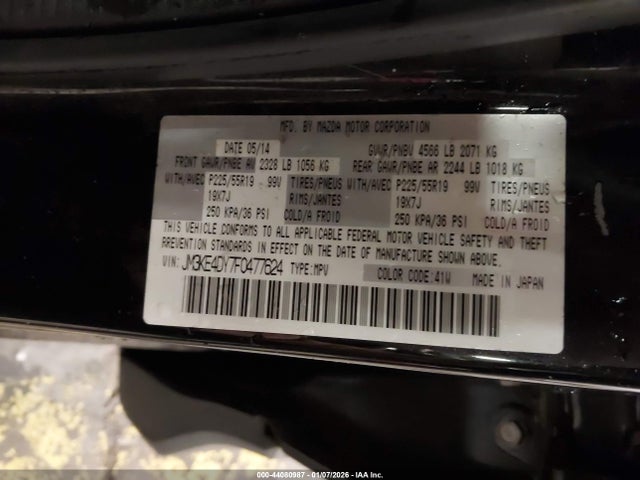 MFD. BY MAZDA MOTOR CORPORATION
DATE 05/14 GVWR/PNBV 4566 LB 2071 KG
FRONT GAWR/PNBE AV 2328 LB 1056 KG REAR GAWR/PNBE AR 2244 LB 1018 KG
WITH/AVEC P225/55R19 99V TIRES/PNEUS WITH/AVEC P225/55R19 99V TIRES/PNEUS
19X7J RIMS/JANTES 19X7J RIMS/JANTES
250 KPA/36 PSI COLD/A FROID 250 KPA/36 PSI COLD/A FROID
THIS VEHICLE CONFORMS TO ALL APPLICABLE FEDERAL MOTOR VEHICLE SAFETY AND THEFT
PREVENTION STANDARDS IN EFFECT ON THE DATE OF MANUFACTURE SHOWN ABOVE.
VIN: JM3KE4DY7F0477624 TYPE:MPV COLOR CODE:41W MADE IN JAPAN
000-44080987 - 01/07/2026 - IAA Inc.